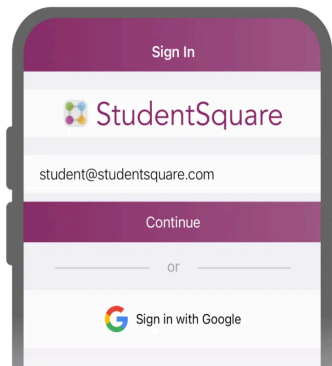 Sign In
StudentSquare
student@studentsquare.com
Continue
or
Sign in with Google